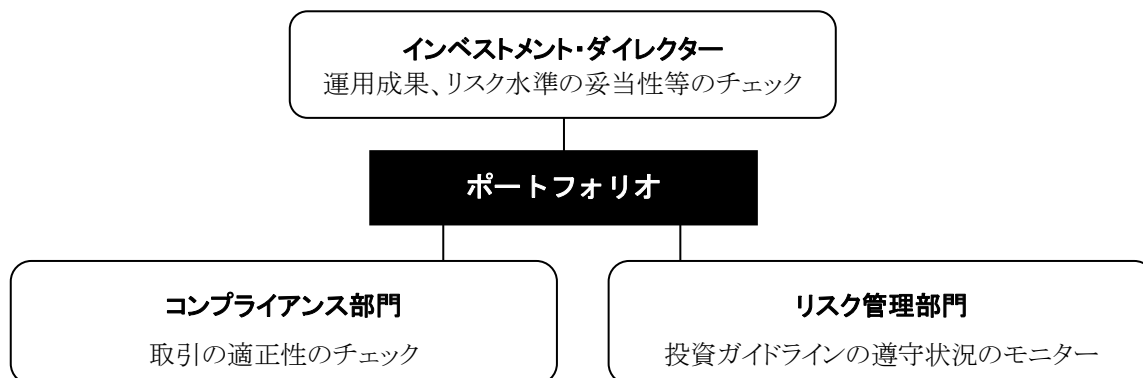 インベストメント・ダイレクター
運用成果、リスク水準の妥当性等のチェック
ポートフォリオ
コンプライアンス部門
取引の適正性のチェック
リスク管理部門
投資ガイドラインの遵守状況のモニター